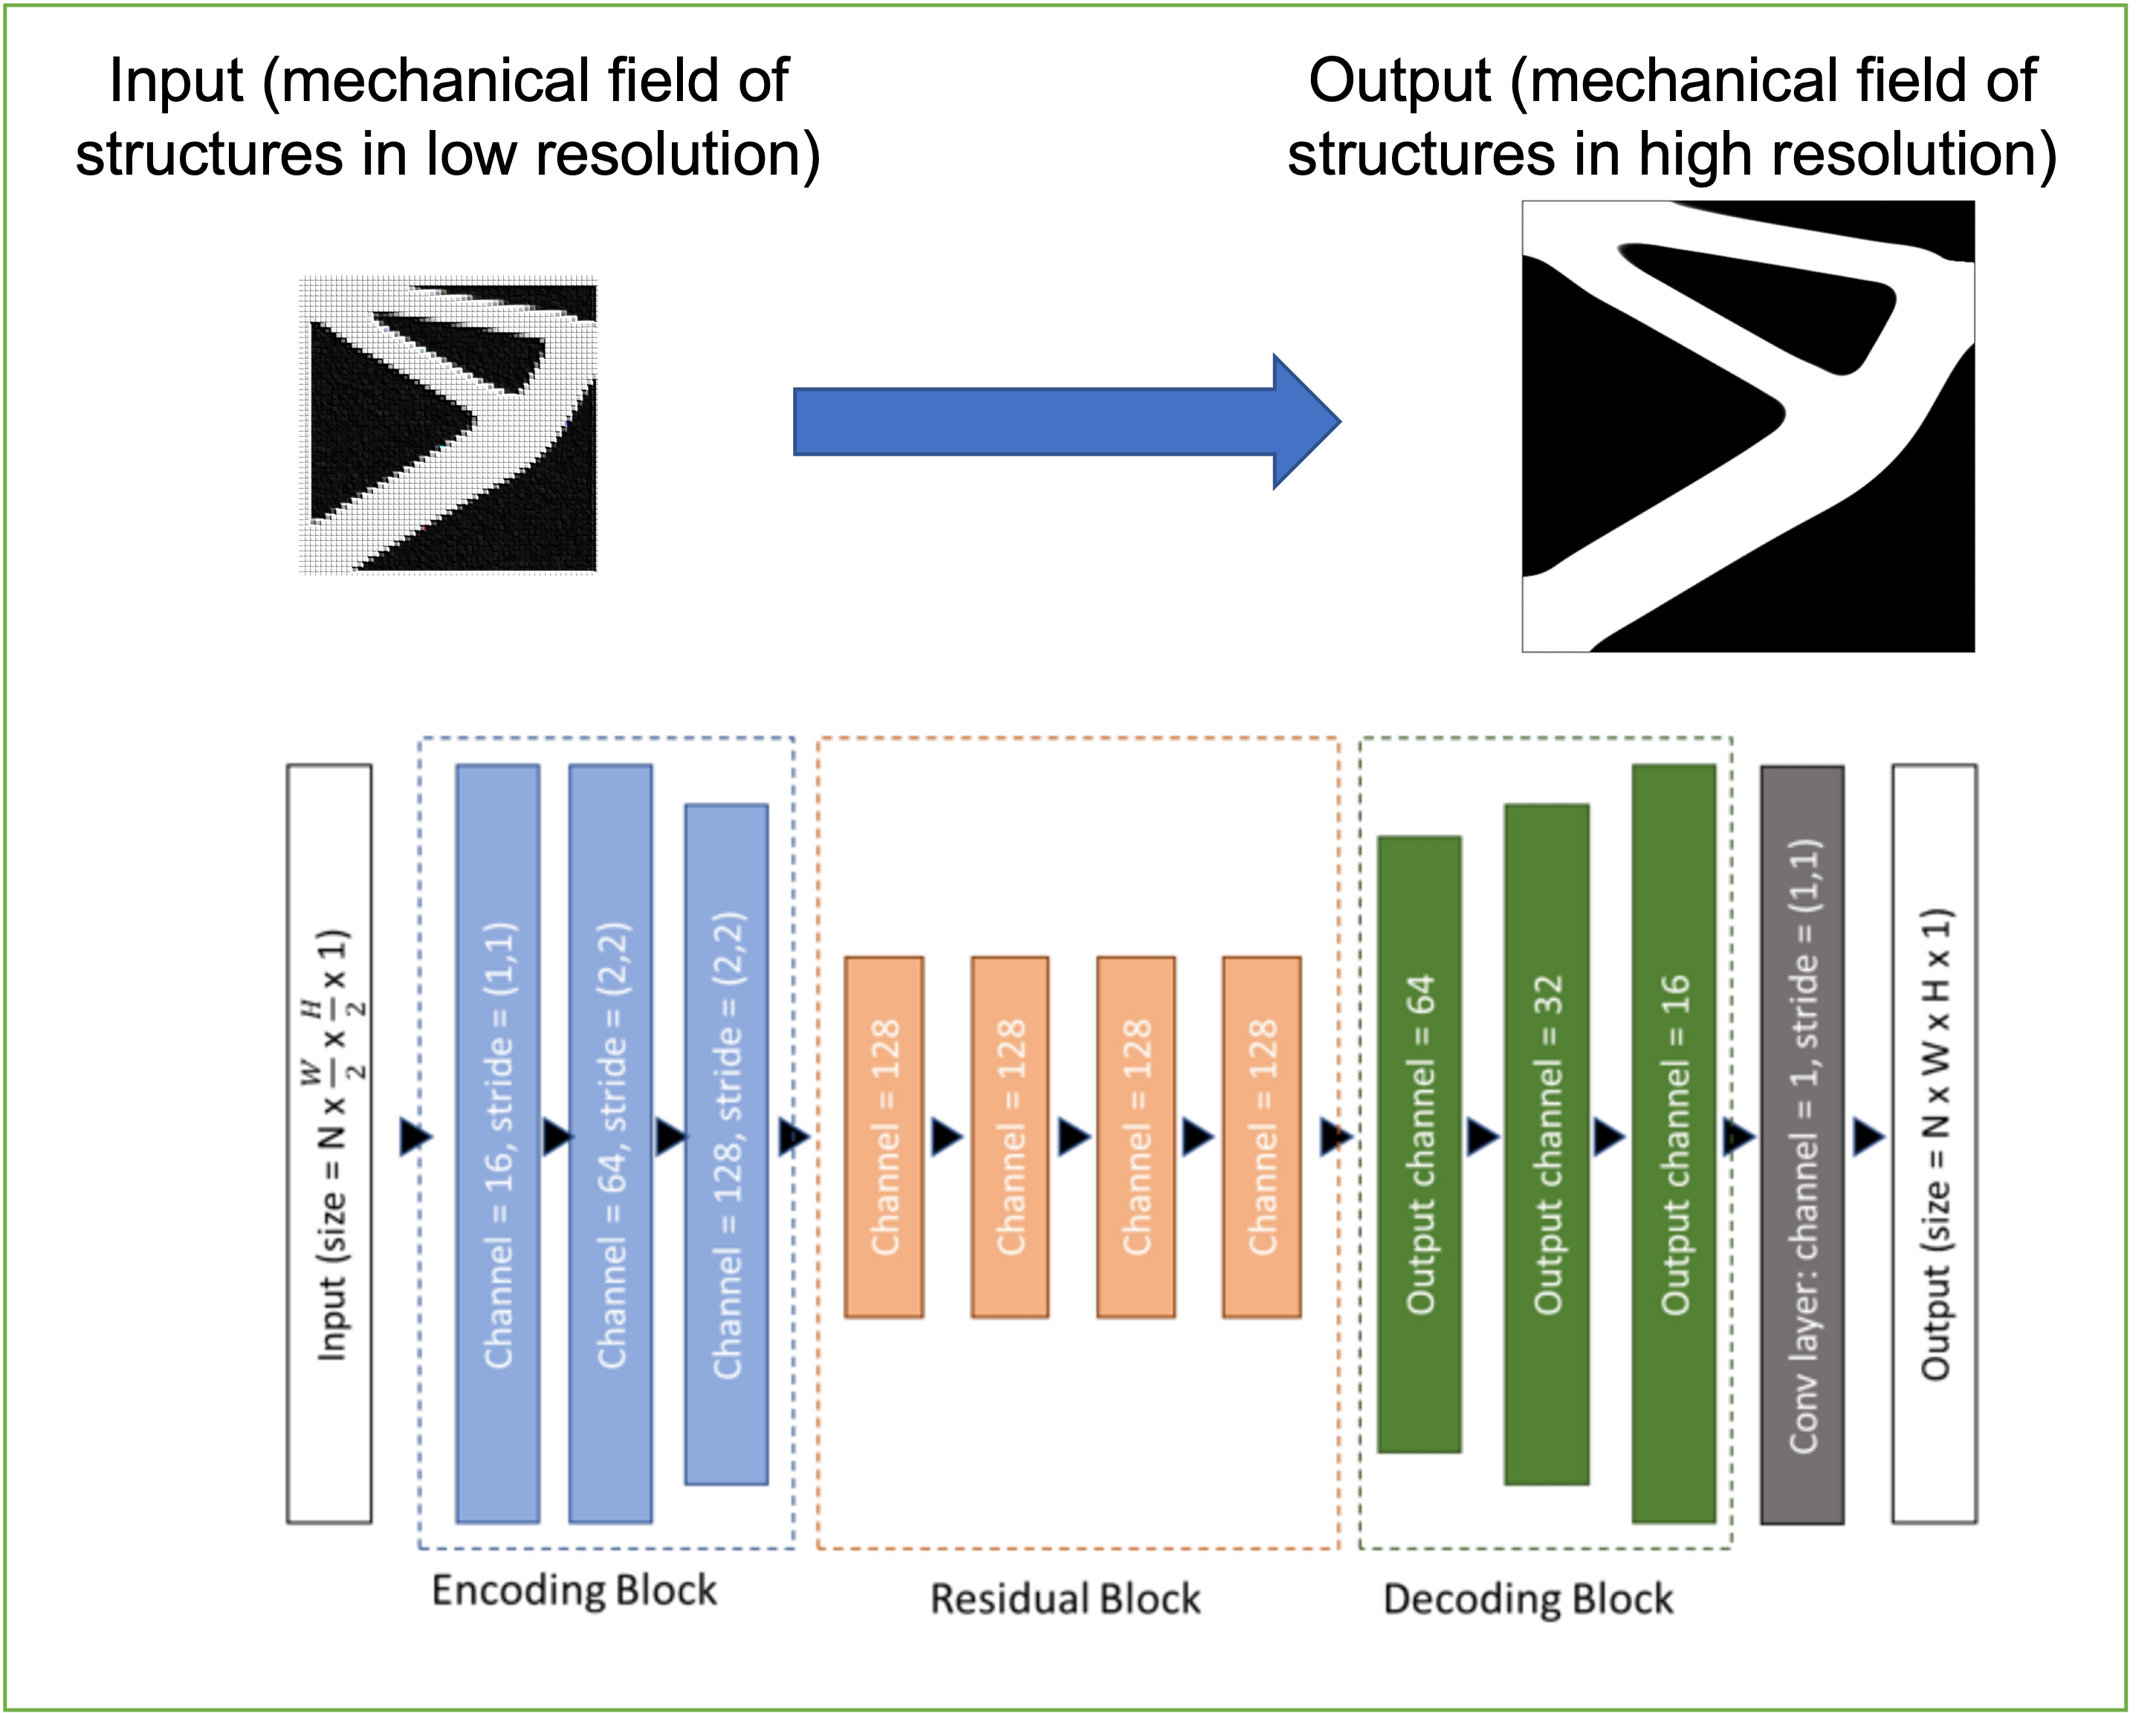 Input (mechanical field of
structures in low resolution)
Output (mechanical field of
structures in high resolution)
Input (size = N x W/2 x H/2 x 1)
Channel = 16, stride = (1,1)
Channel = 64, stride = (2,2)
Channel = 128, stride = (2,2)
Channel = 128
Channel = 128
Channel = 128
Channel = 128
Output channel = 64
Output channel = 32
Output channel = 16
Conv layer: channel = 1, stride = (1,1)
Output (size = N x W x H x 1)
Encoding Block
Residual Block
Decoding Block